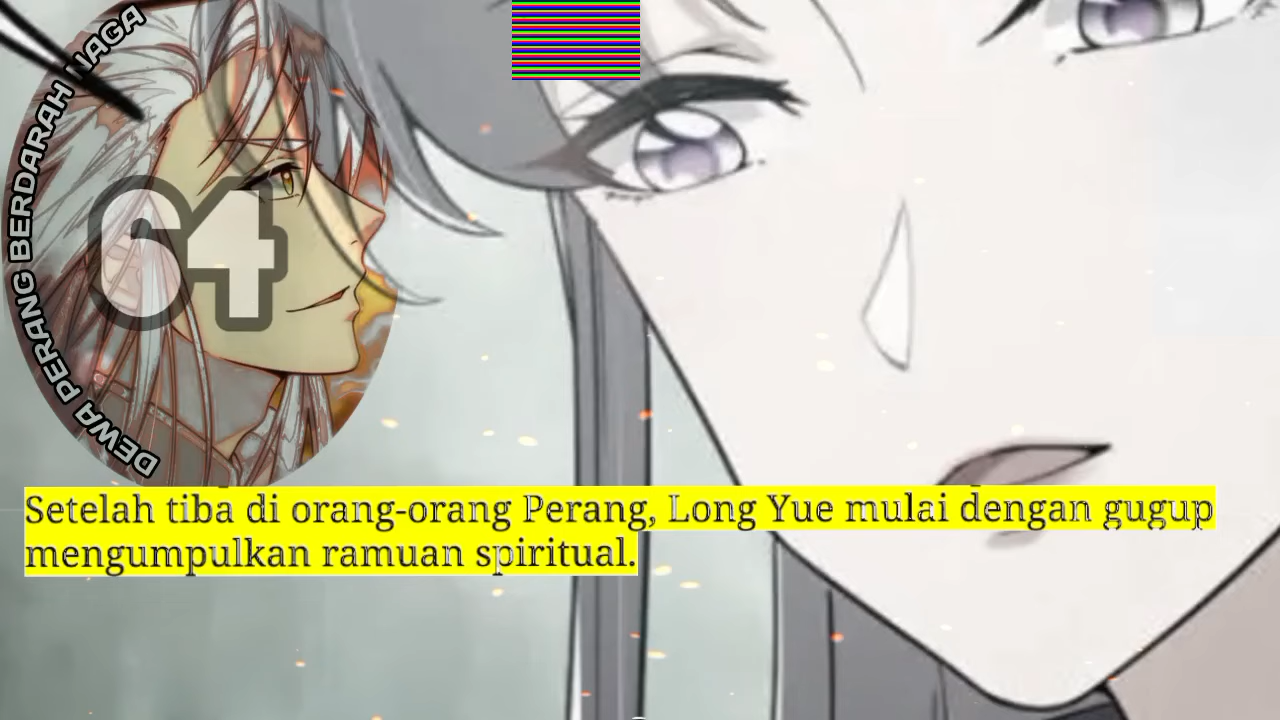 DEWA PERANG BERDARAH NAGA
64
Setelah tiba di orang-orang Perang, Long Yue mulai dengan gugup
mengumpulkan ramuan spiritual.